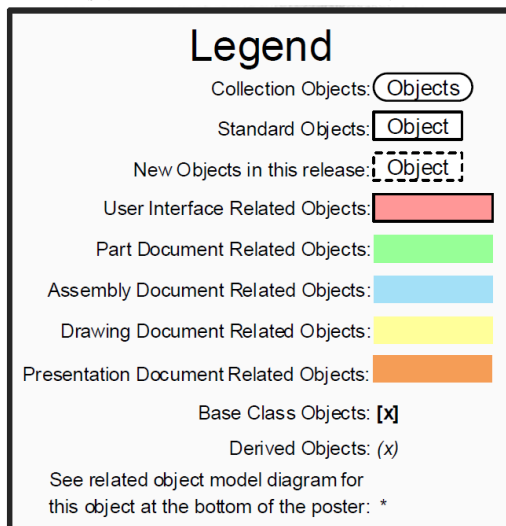 Legend
Collection Objects: Objects
Standard Objects: Object
New Objects in this release: Object
User Interface Related Objects:
Part Document Related Objects:
Assembly Document Related Objects:
Drawing Document Related Objects:
Presentation Document Related Objects:
Base Class Objects: [x]
Derived Objects: (x)
See related object model diagram for
this object at the bottom of the poster: *